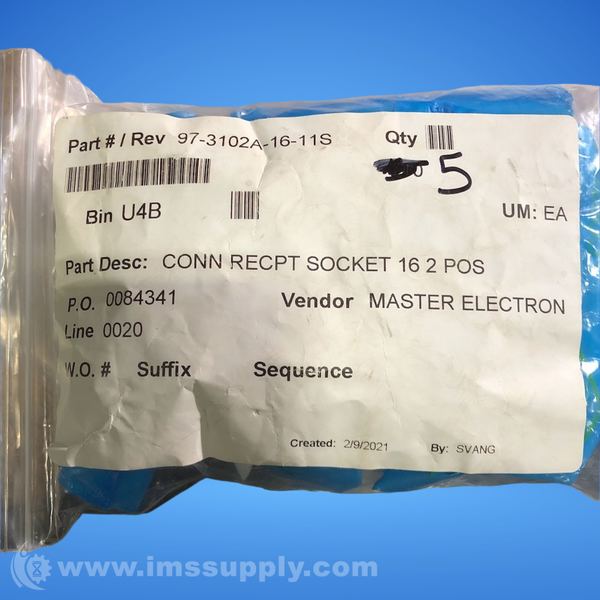 Part # / Rev 97-3102A-16-11S Qty
5
Bin U4B UM: EA
Part Desc: CONN RECPT SOCKET 16 2 POS
P.O. 0084341 Vendor MASTER ELECTRON
Line 0020
W.O. # Suffix Sequence
Created: 2/9/2021 By: SVANG
www.imssupply.com